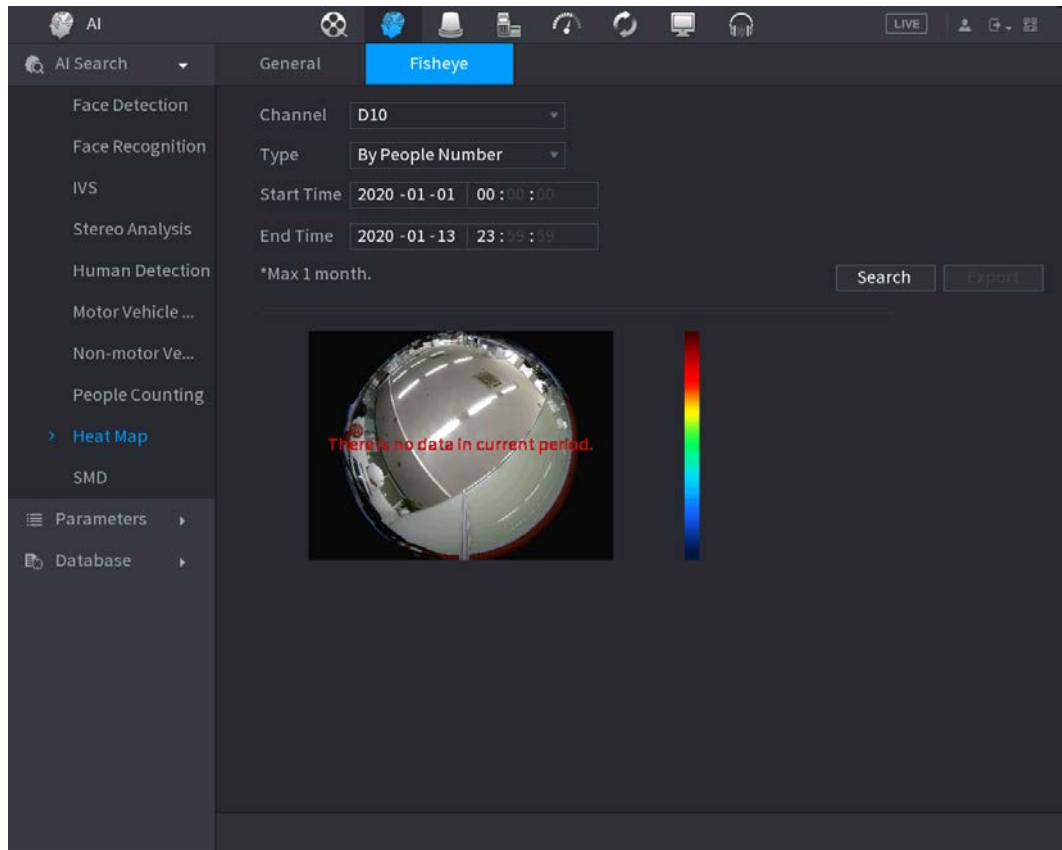 AI
LIVE
AI Search
General
Fisheye
Face Detection
Face Recognition
IVS
Stereo Analysis
Human Detection
Motor Vehicle ...
Non-motor Ve...
People Counting
Heat Map
SMD
Parameters
Database
Channel D10
Type By People Number
Start Time 2020 -01 -01 00 : 00 : 00
End Time 2020 -01 -13 23 : 59 : 59
*Max 1 month.
Search Export
There is no data in current period.